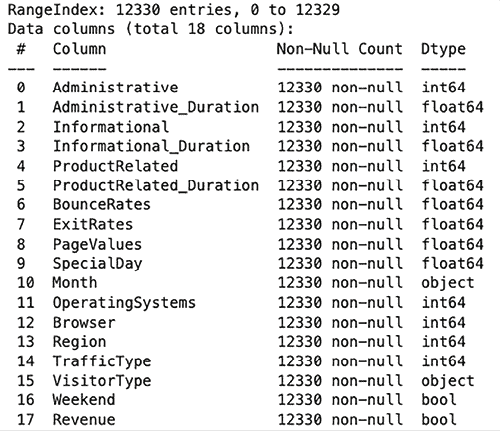 RangeIndex: 12330 entries, 0 to 12329
Data columns (total 18 columns):
 #   Column                   Non-Null Count  Dtype
---  ------                   --------------  -----
 0   Administrative           12330 non-null  int64
 1   Administrative_Duration  12330 non-null  float64
 2   Informational            12330 non-null  int64
 3   Informational_Duration   12330 non-null  float64
 4   ProductRelated           12330 non-null  int64
 5   ProductRelated_Duration  12330 non-null  float64
 6   BounceRates              12330 non-null  float64
 7   ExitRates                12330 non-null  float64
 8   PageValues               12330 non-null  float64
 9   SpecialDay               12330 non-null  float64
 10  Month                    12330 non-null  object
 11  OperatingSystems         12330 non-null  int64
 12  Browser                  12330 non-null  int64
 13  Region                   12330 non-null  int64
 14  TrafficType              12330 non-null  int64
 15  VisitorType              12330 non-null  object
 16  Weekend                  12330 non-null  bool
 17  Revenue                  12330 non-null  bool